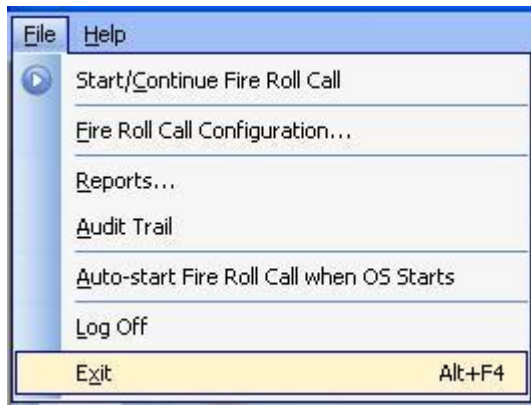 File Help
Start/Continue Fire Roll Call
Fire Roll Call Configuration...
Reports...
Audit Trail
Auto-start Fire Roll Call when OS Starts
Log Off
Exit Alt+F4